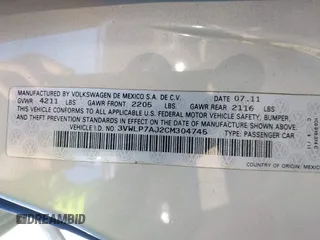 MANUFACTURED BY VOLKSWAGEN DE MEXICO S.A. DE C.V. DATE 07.11
GVWR 4211 LBS GAWR FRONT 2205 LBS GAWR REAR 2116 LBS
THIS VEHICLE CONFORMS TO ALL APPLICABLE U.S. FEDERAL MOTOR VEHICLE SAFETY, BUMPER,
AND THEFT PREVENTION STANDARDS IN EFFECT ON THE DATE OF MANUFACTURE SHOWN ABOVE.
VEHICLE I.D.: 3VWLP7AJ2CM304745 TYPE: PASSENGER CAR
COUNTRY OF ORIGIN: MEXICO
DREAMBID